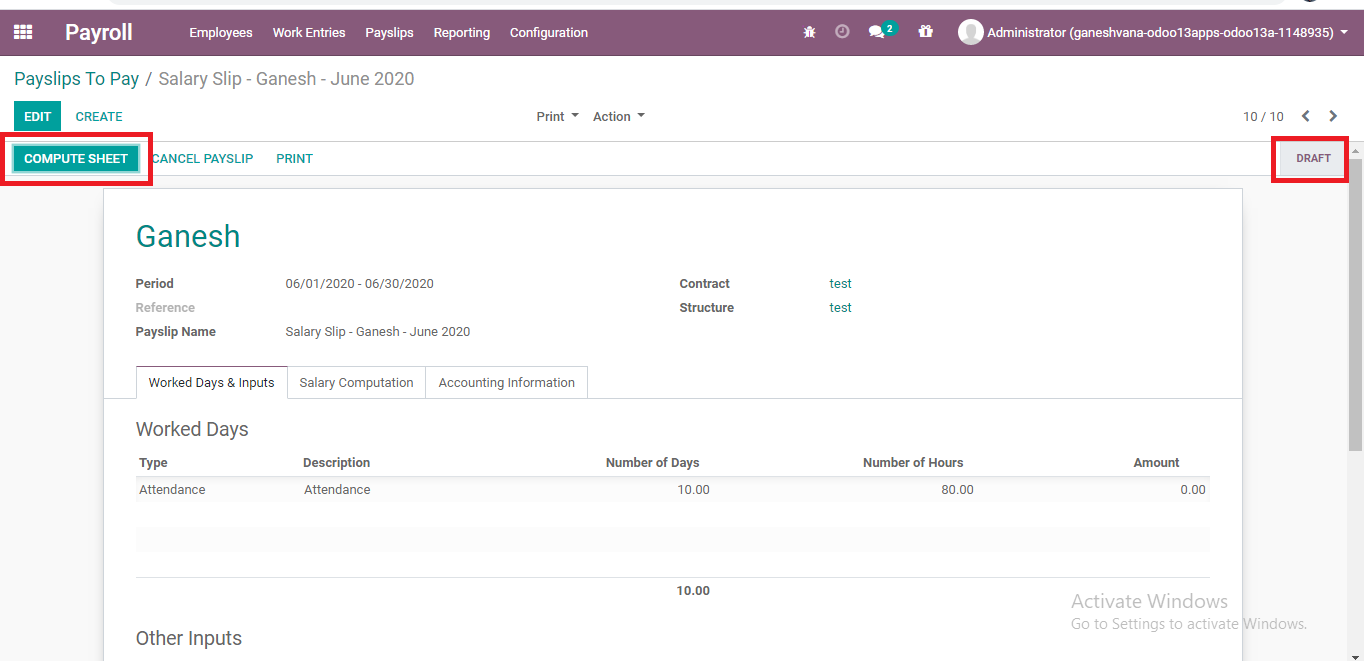 Payroll Employees Work Entries Payslips Reporting Configuration 2 Administrator (ganeshvana-odoo13apps-odoo13a-1148935)
Payslips To Pay / Salary Slip - Ganesh - June 2020
EDIT CREATE Print Action 10 / 10
COMPUTE SHEET CANCEL PAYSLIP PRINT DRAFT
Ganesh
Period 06/01/2020 - 06/30/2020 Contract test
Reference Structure test
Payslip Name Salary Slip - Ganesh - June 2020
Worked Days & Inputs Salary Computation Accounting Information
Worked Days
Type Description Number of Days Number of Hours Amount
Attendance Attendance 10.00 80.00 0.00
10.00
Activate Windows
Go to Settings to activate Windows.
Other Inputs